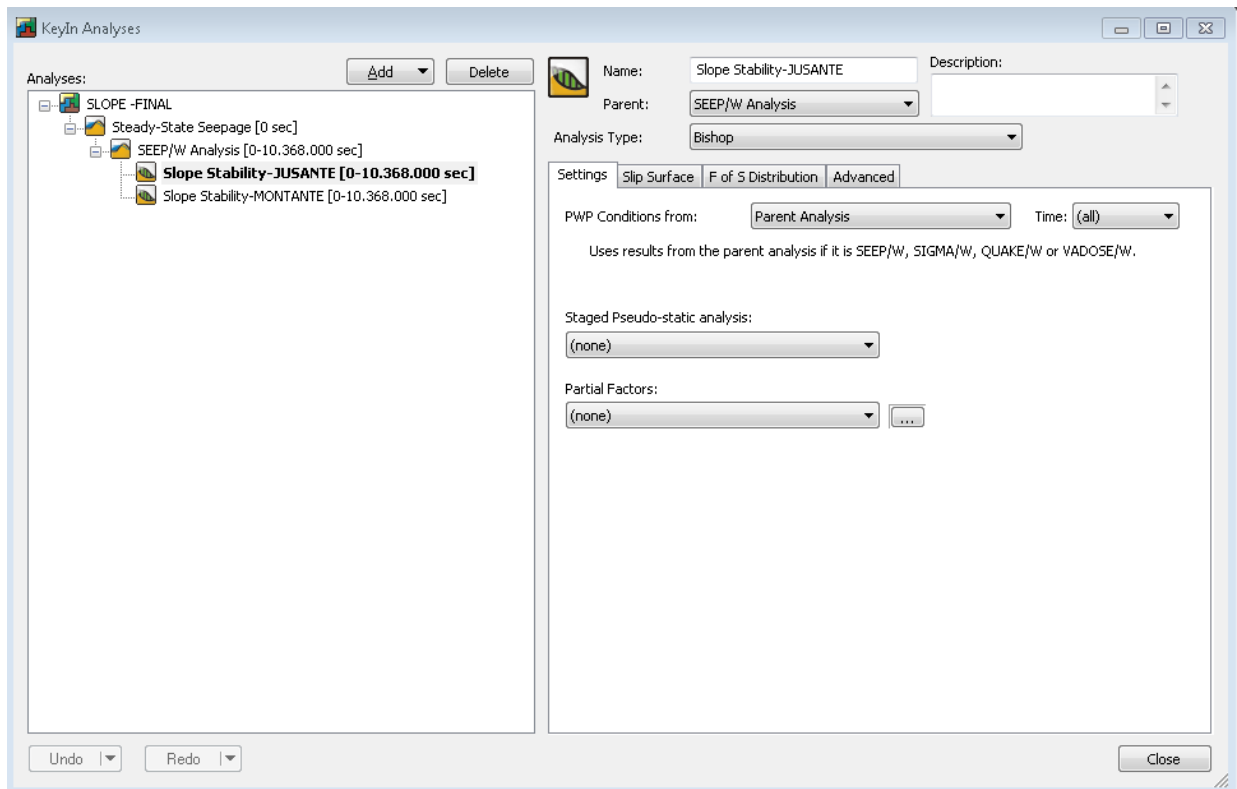 KeyIn Analyses
Analyses:
Add
Delete
SLOPE -FINAL
Steady-State Seepage [0 sec]
SEEP/W Analysis [0-10.368.000 sec]
Slope Stability-JUSANTE [0-10.368.000 sec]
Slope Stability-MONTANTE [0-10.368.000 sec]
Name: Slope Stability-JUSANTE
Description:
Parent: SEEP/W Analysis
Analysis Type: Bishop
Settings Slip Surface F of S Distribution Advanced
PWP Conditions from: Parent Analysis Time: (all)
Uses results from the parent analysis if it is SEEP/W, SIGMA/W, QUAKE/W or VADOSE/W.
Staged Pseudo-static analysis:
(none)
Partial Factors:
(none) ...
Undo Redo Close